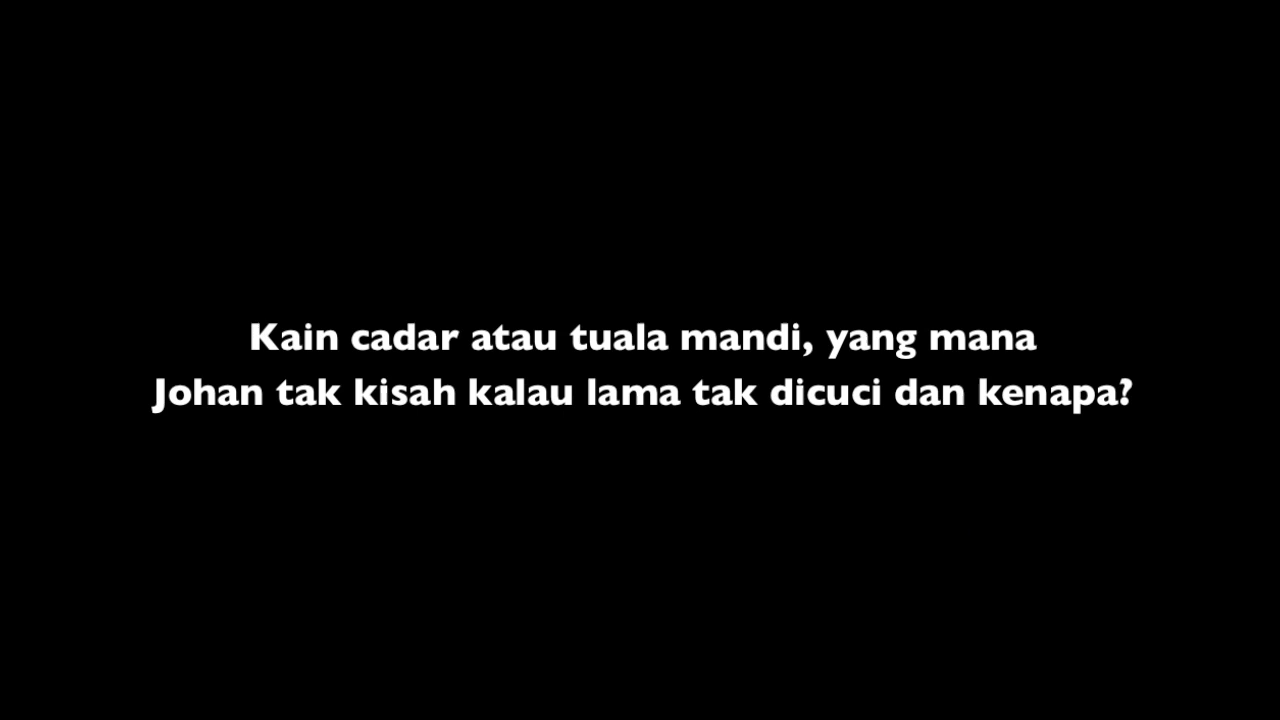 Kain cadar atau tuala mandi, yang mana
Johan tak kisah kalau lama tak dicuci dan kenapa?